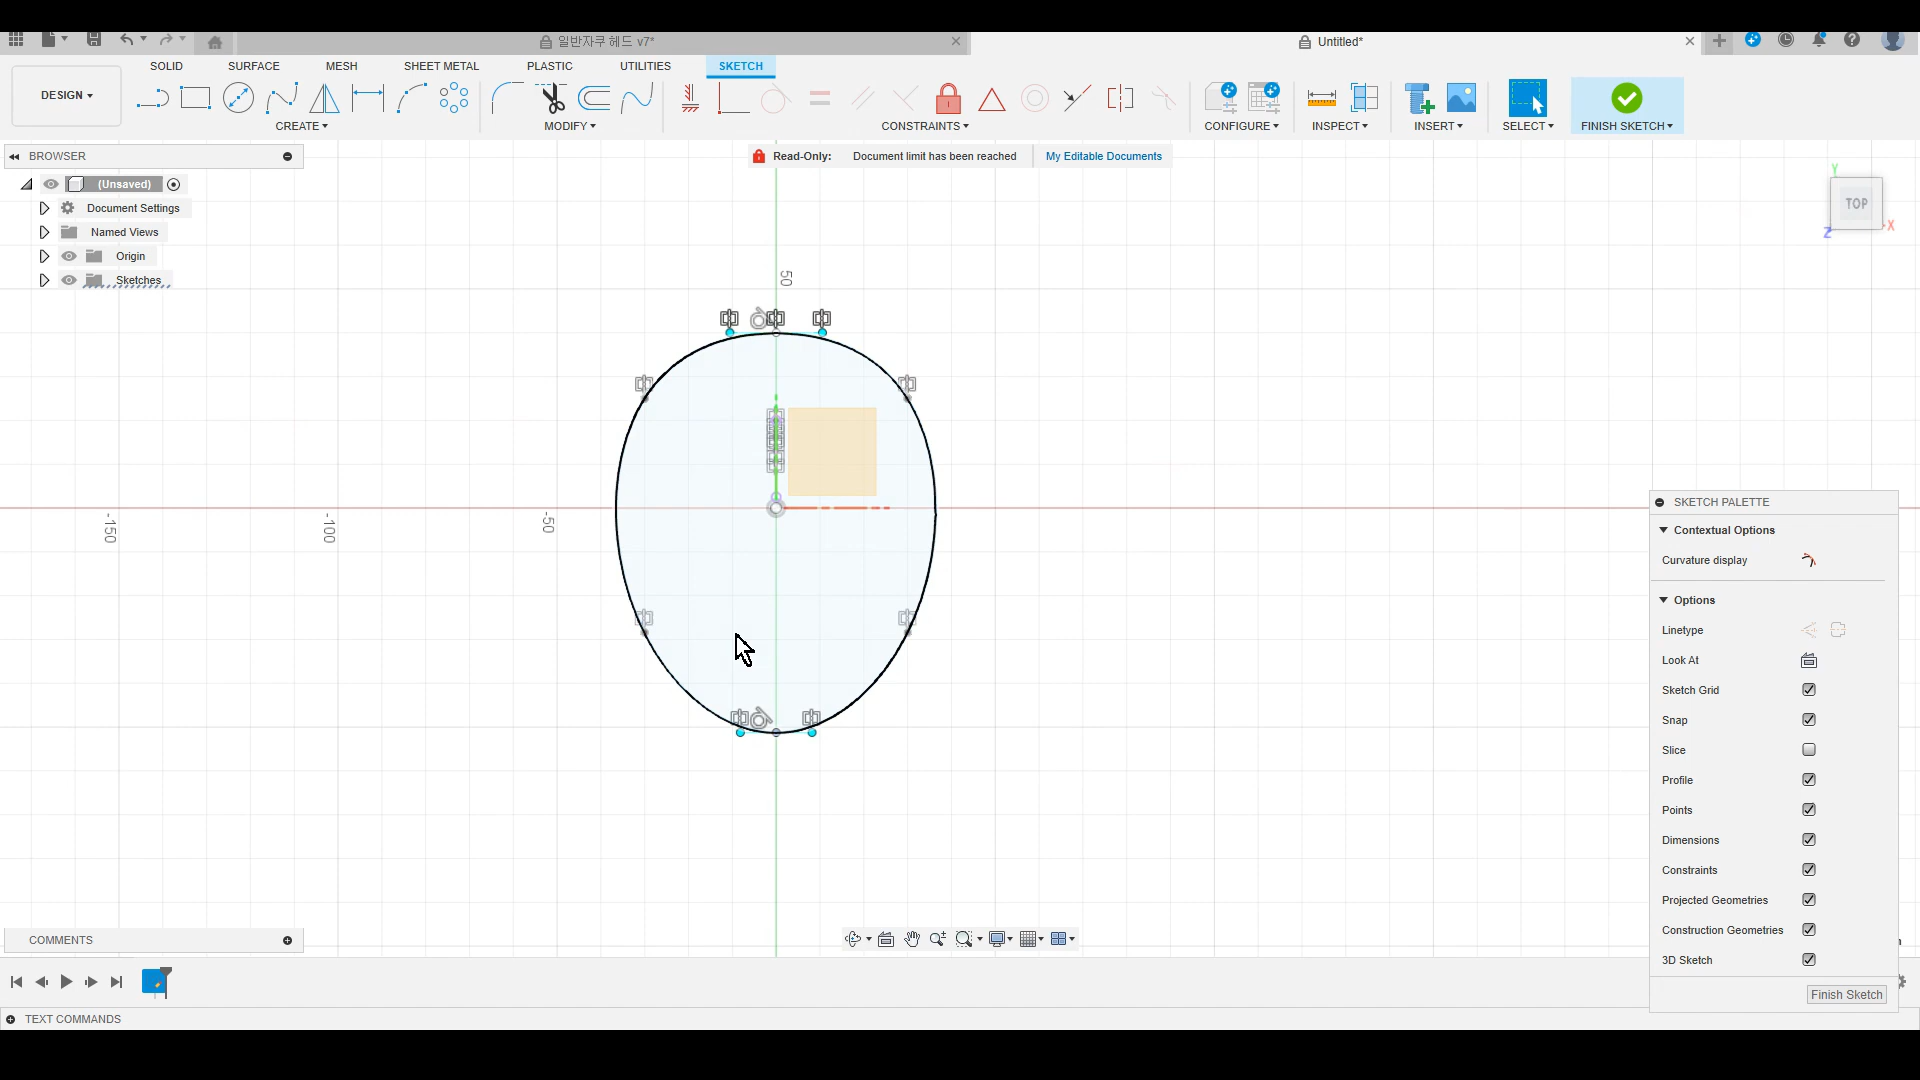 일반자쿠 헤드 v7*
Untitled*
DESIGN
SOLID SURFACE MESH SHEET METAL PLASTIC UTILITIES SKETCH
CREATE MODIFY CONSTRAINTS CONFIGURE INSPECT INSERT SELECT FINISH SKETCH
BROWSER
Read-Only: Document limit has been reached My Editable Documents
(Unsaved)
Document Settings
Named Views
Origin
Sketches
Y
TOP
X
Z
50
-150
-100
-50
SKETCH PALETTE
Contextual Options
Curvature display
Options
Linetype
Look At
Sketch Grid
Snap
Slice
Profile
Points
Dimensions
Constraints
Projected Geometries
Construction Geometries
3D Sketch
Finish Sketch
COMMENTS
TEXT COMMANDS